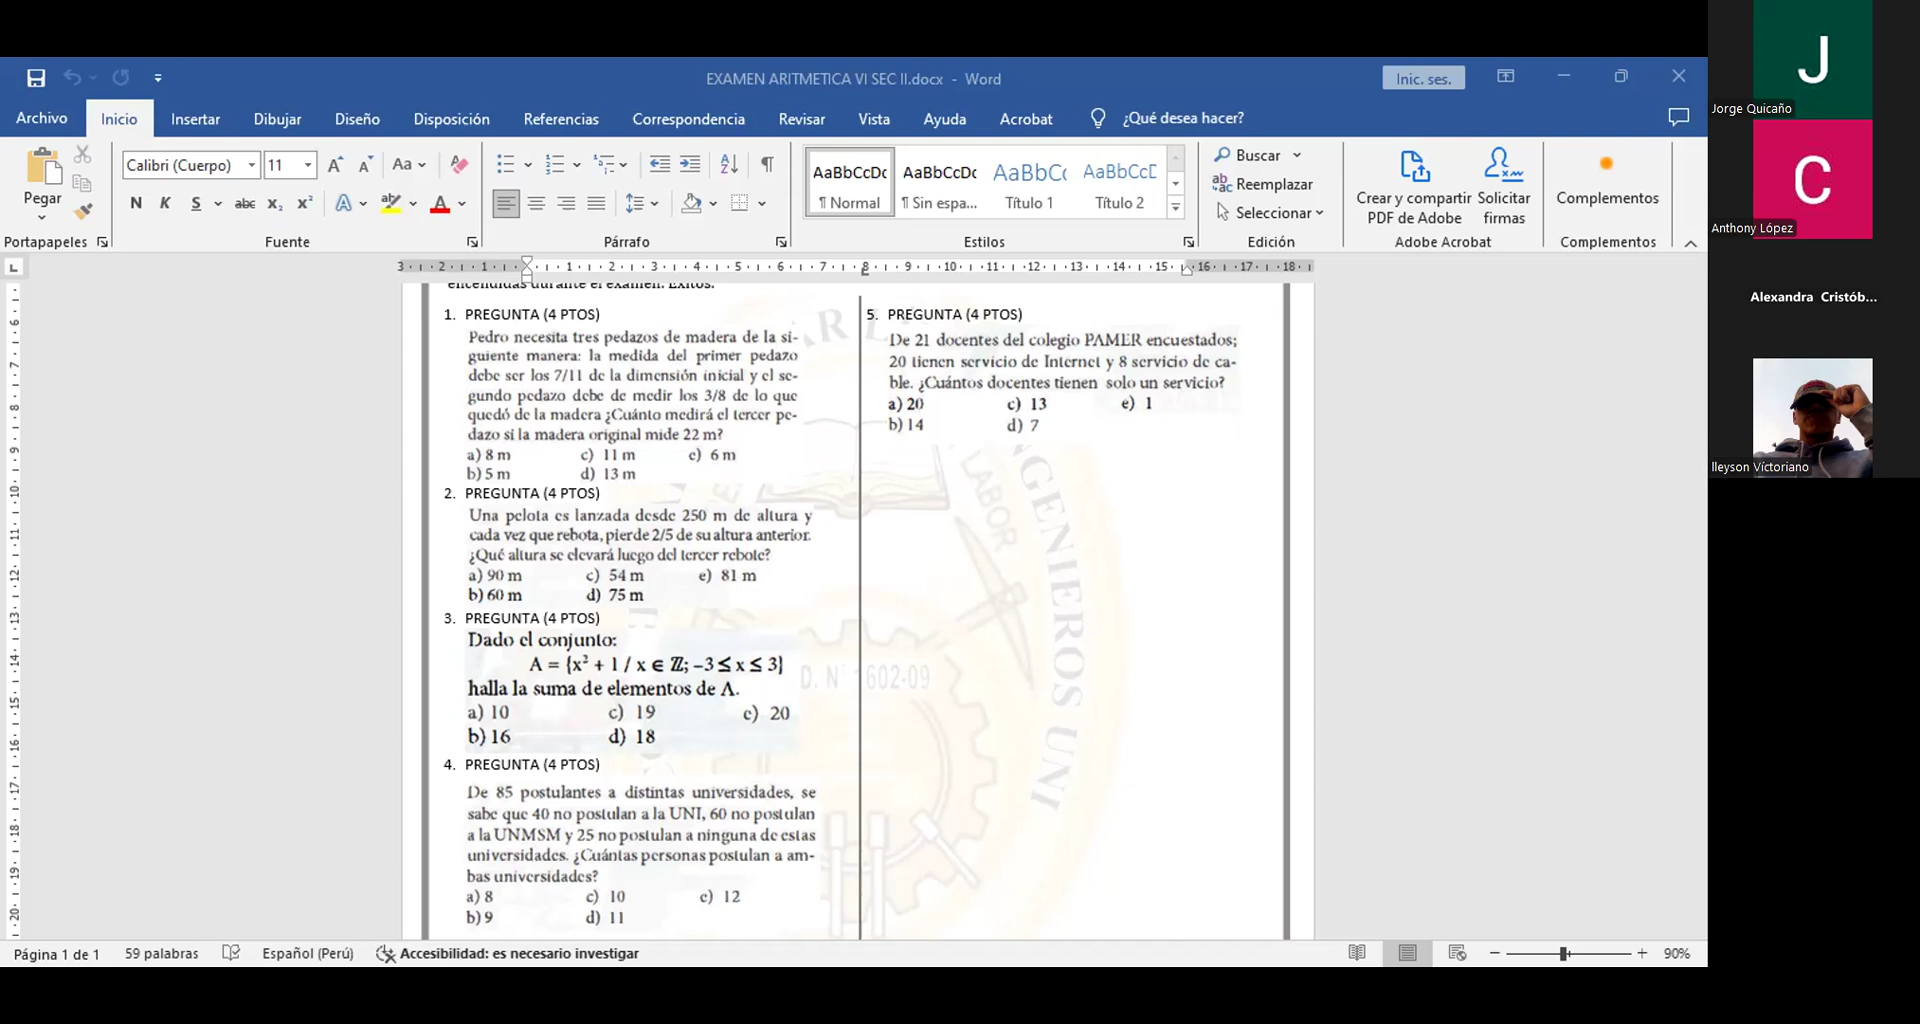 EXAMEN ARITMETICA VI SEC II.docx - Word
Inic. ses.
Archivo Inicio Insertar Dibujar Diseño Disposición Referencias Correspondencia Revisar Vista Ayuda Acrobat ¿Qué desea hacer?
Pegar
Calibri (Cuerpo) 11
AaBbCcDc AaBbCcDc AaBbC AaBbCcD
¶ Normal ¶ Sin espa... Título 1 Título 2
Buscar
Reemplazar
Seleccionar
Crear y compartir PDF de Adobe
Solicitar firmas
Complementos
Portapapeles Fuente Párrafo Estilos Edición Adobe Acrobat Complementos
encendidas durante el examen. Éxitos.
1. PREGUNTA (4 PTOS)
Pedro necesita tres pedazos de madera de la si-
guiente manera: la medida del primer pedazo
debe ser los 7/11 de la dimensión inicial y el se-
gundo pedazo debe de medir los 3/8 de lo que
quedó de la madera ¿Cuánto medirá el tercer pe-
dazo si la madera original mide 22 m?
a) 8 m c) 11 m e) 6 m
b) 5 m d) 13 m
2. PREGUNTA (4 PTOS)
Una pelota es lanzada desde 250 m de altura y
cada vez que rebota, pierde 2/5 de su altura anterior.
¿Qué altura se elevará luego del tercer rebote?
a) 90 m c) 54 m e) 81 m
b) 60 m d) 75 m
3. PREGUNTA (4 PTOS)
Dado el conjunto:
A = {x² + 1 / x ∈ ℤ; −3 ≤ x ≤ 3}
halla la suma de elementos de A.
a) 10 c) 19 e) 20
b) 16 d) 18
4. PREGUNTA (4 PTOS)
De 85 postulantes a distintas universidades, se
sabe que 40 no postulan a la UNI, 60 no postulan
a la UNMSM y 25 no postulan a ninguna de estas
universidades. ¿Cuántas personas postulan a am-
bas universidades?
a) 8 c) 10 e) 12
b) 9 d) 11
5. PREGUNTA (4 PTOS)
De 21 docentes del colegio PAMER encuestados;
20 tienen servicio de Internet y 8 servicio de ca-
ble. ¿Cuántos docentes tienen solo un servicio?
a) 20 c) 13 e) 1
b) 14 d) 7
LABOR
INGENIEROS UNI
D. N° 1602-09
Página 1 de 1 59 palabras Español (Perú) Accesibilidad: es necesario investigar 90%
J
Jorge Quicaño
C
Anthony López
Alexandra Cristób...
Ileyson Víctoriano